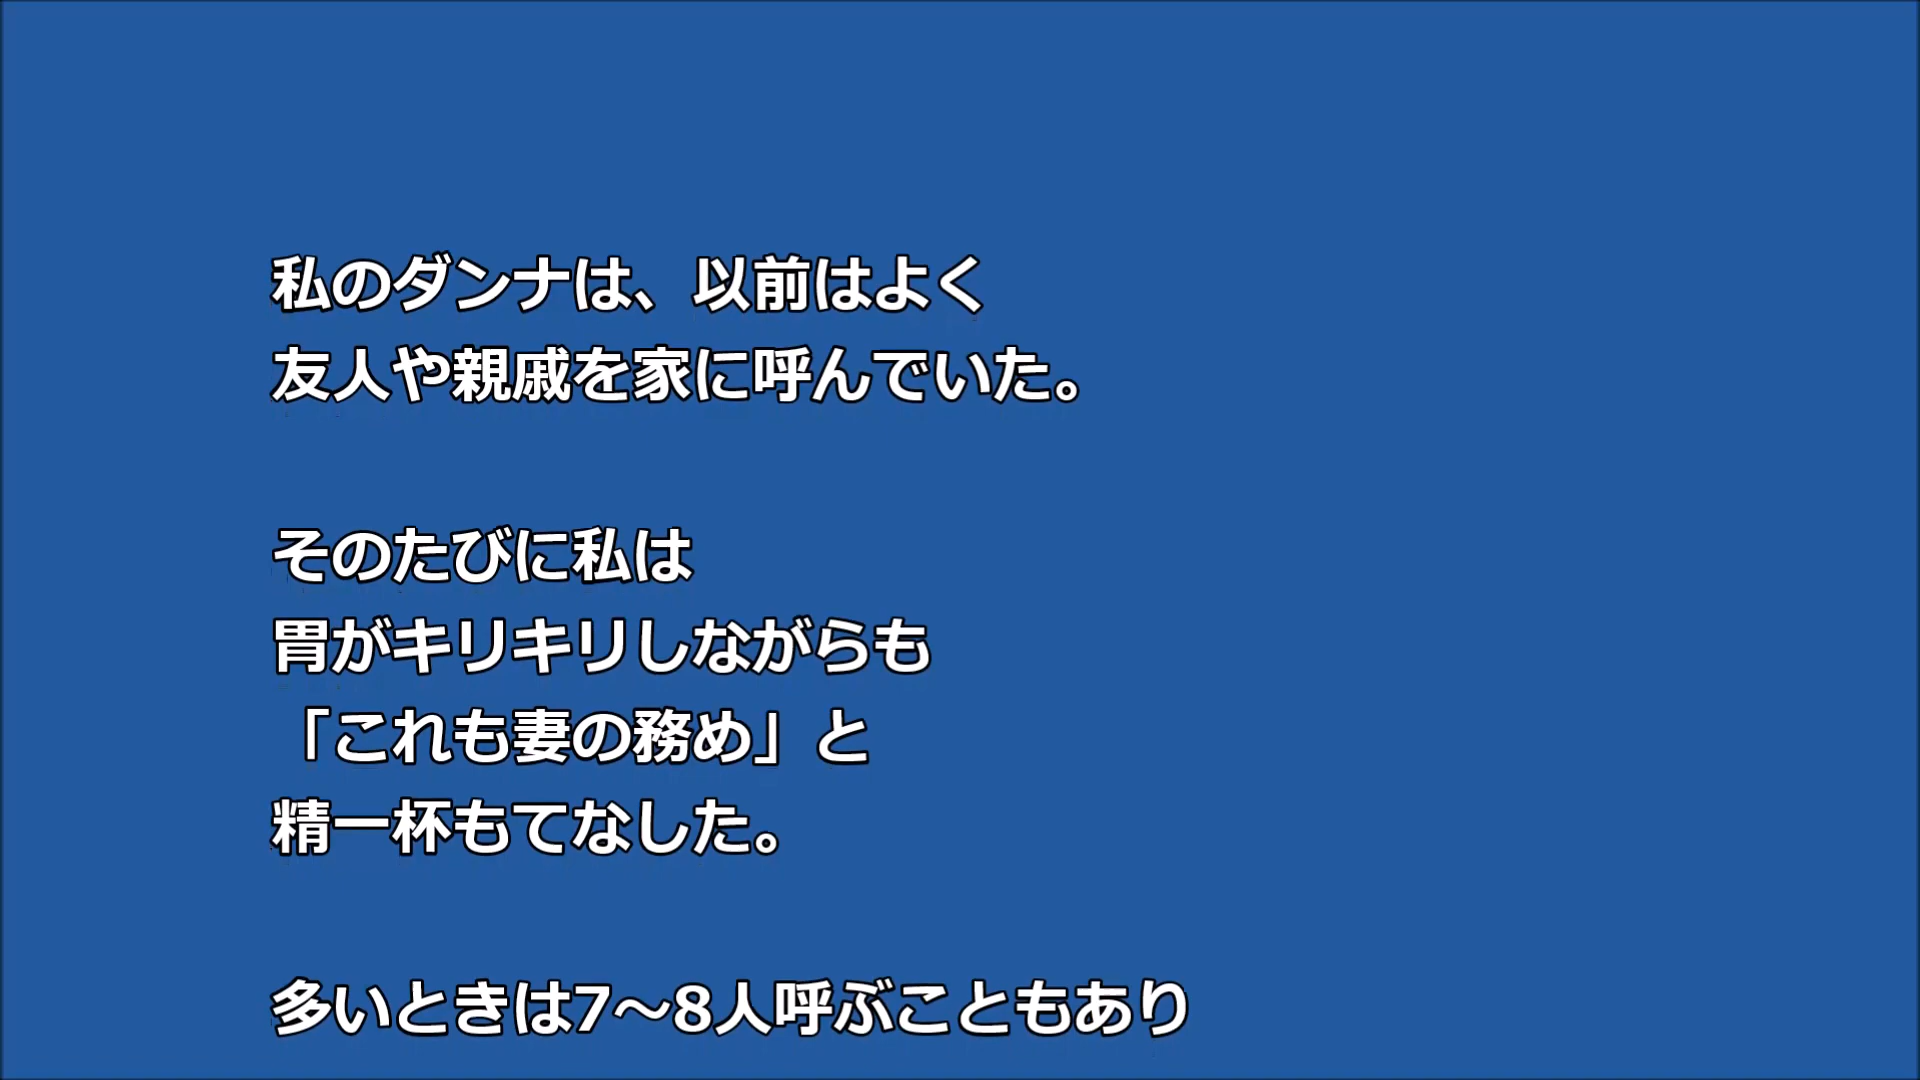 私のダンナは、以前はよく
友人や親戚を家に呼んでいた。
そのたびに私は
胃がキリキリしながらも
「これも妻の務め」と
精一杯もてなした。
多いときは7～8人呼ぶこともあり